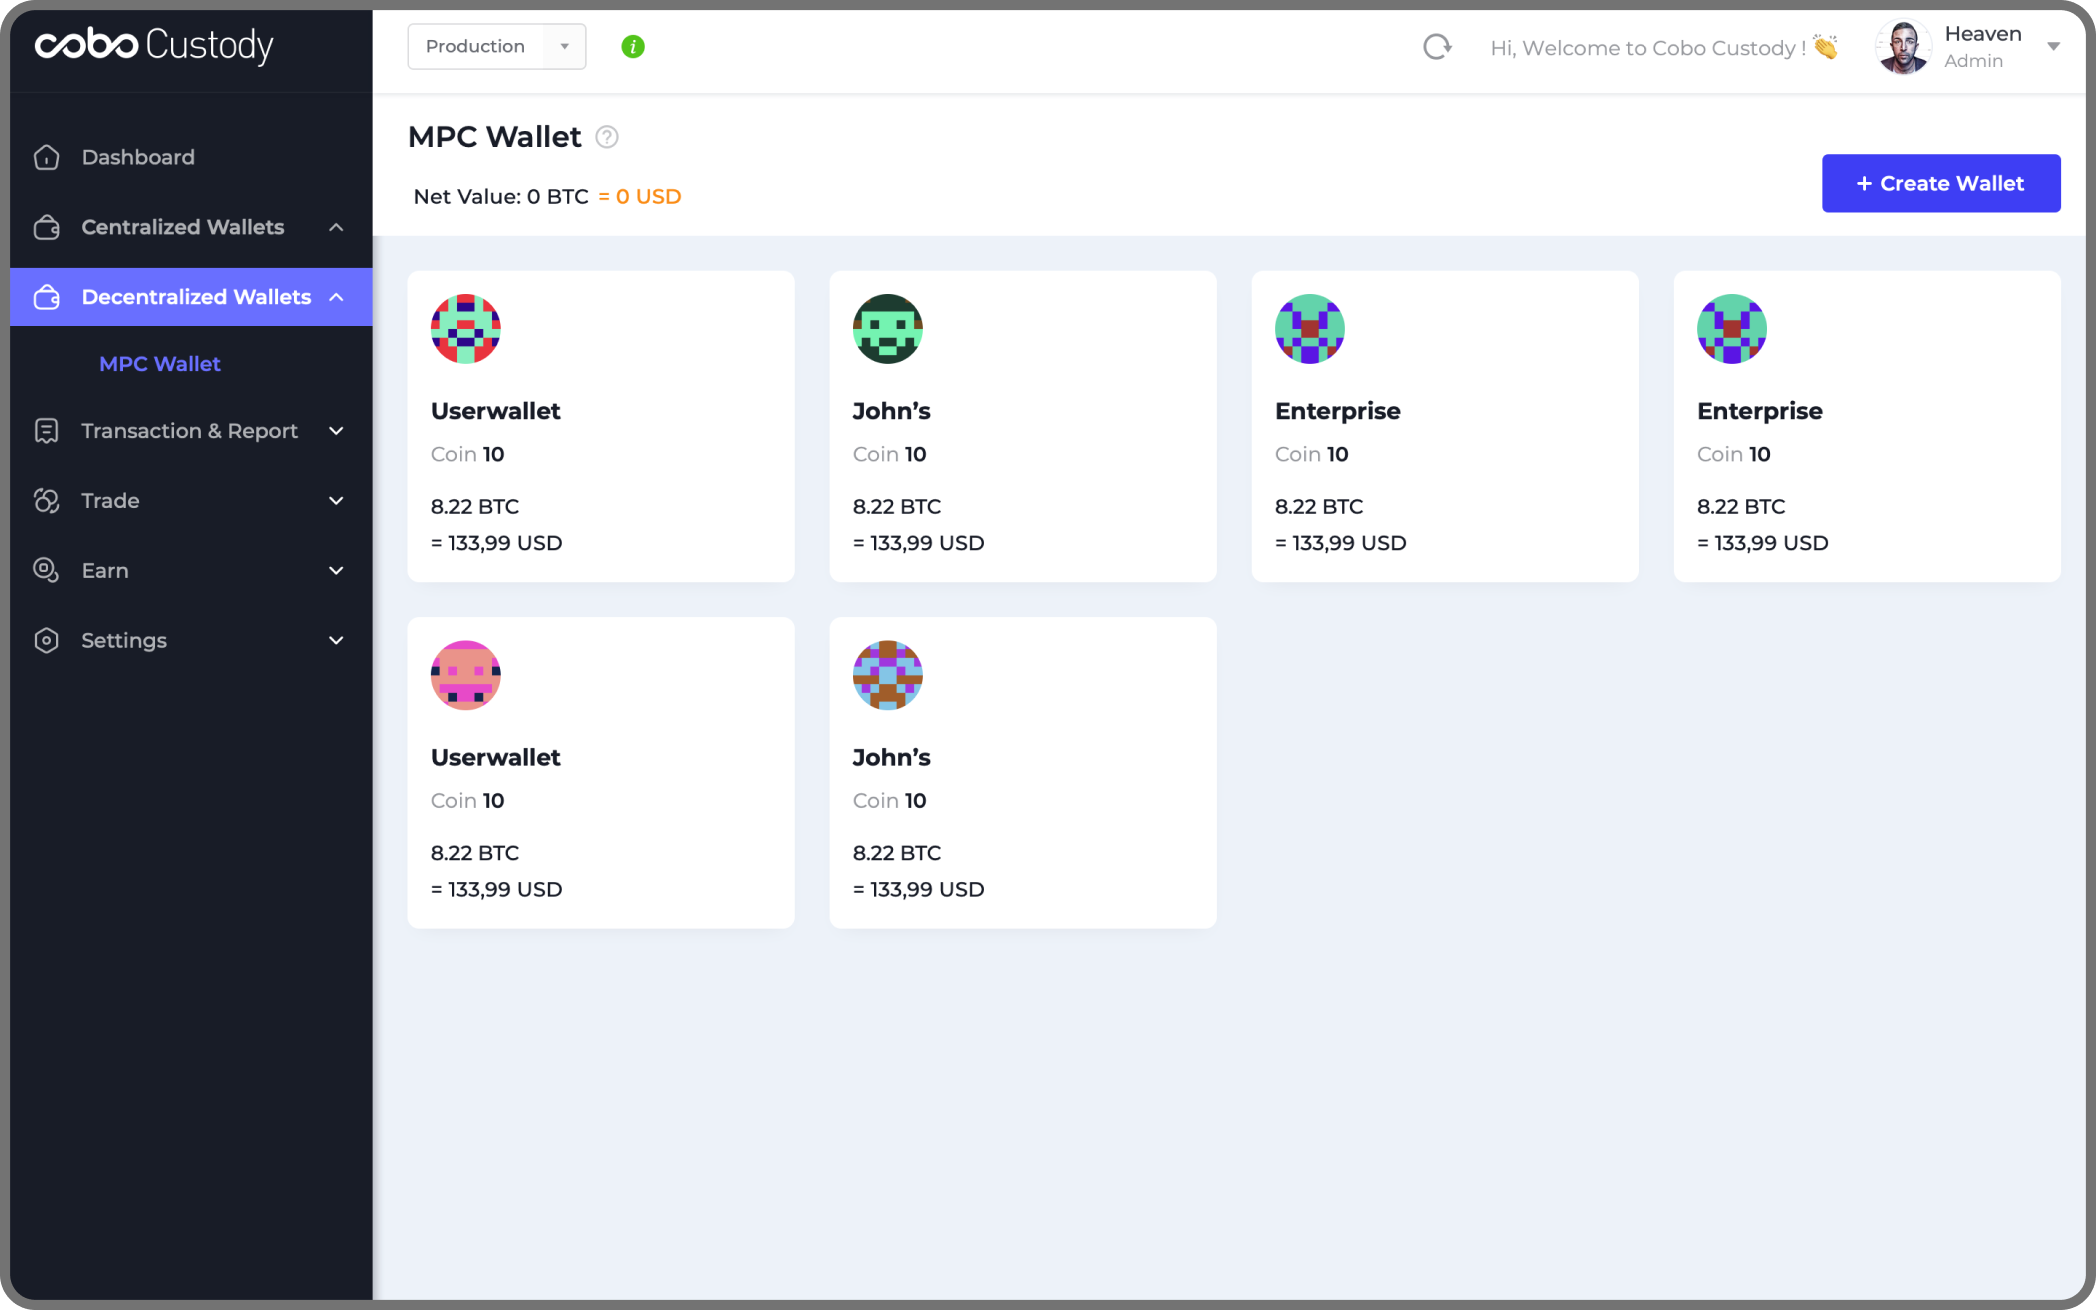 cobo Custody
Production
Hi, Welcome to Cobo Custody ! 👏
Heaven
Admin
Dashboard
Centralized Wallets
Decentralized Wallets
MPC Wallet
Transaction & Report
Trade
Earn
Settings
MPC Wallet
Net Value: 0 BTC = 0 USD
+ Create Wallet
Userwallet
Coin 10
8.22 BTC
= 133,99 USD
John’s
Coin 10
8.22 BTC
= 133,99 USD
Enterprise
Coin 10
8.22 BTC
= 133,99 USD
Enterprise
Coin 10
8.22 BTC
= 133,99 USD
Userwallet
Coin 10
8.22 BTC
= 133,99 USD
John’s
Coin 10
8.22 BTC
= 133,99 USD